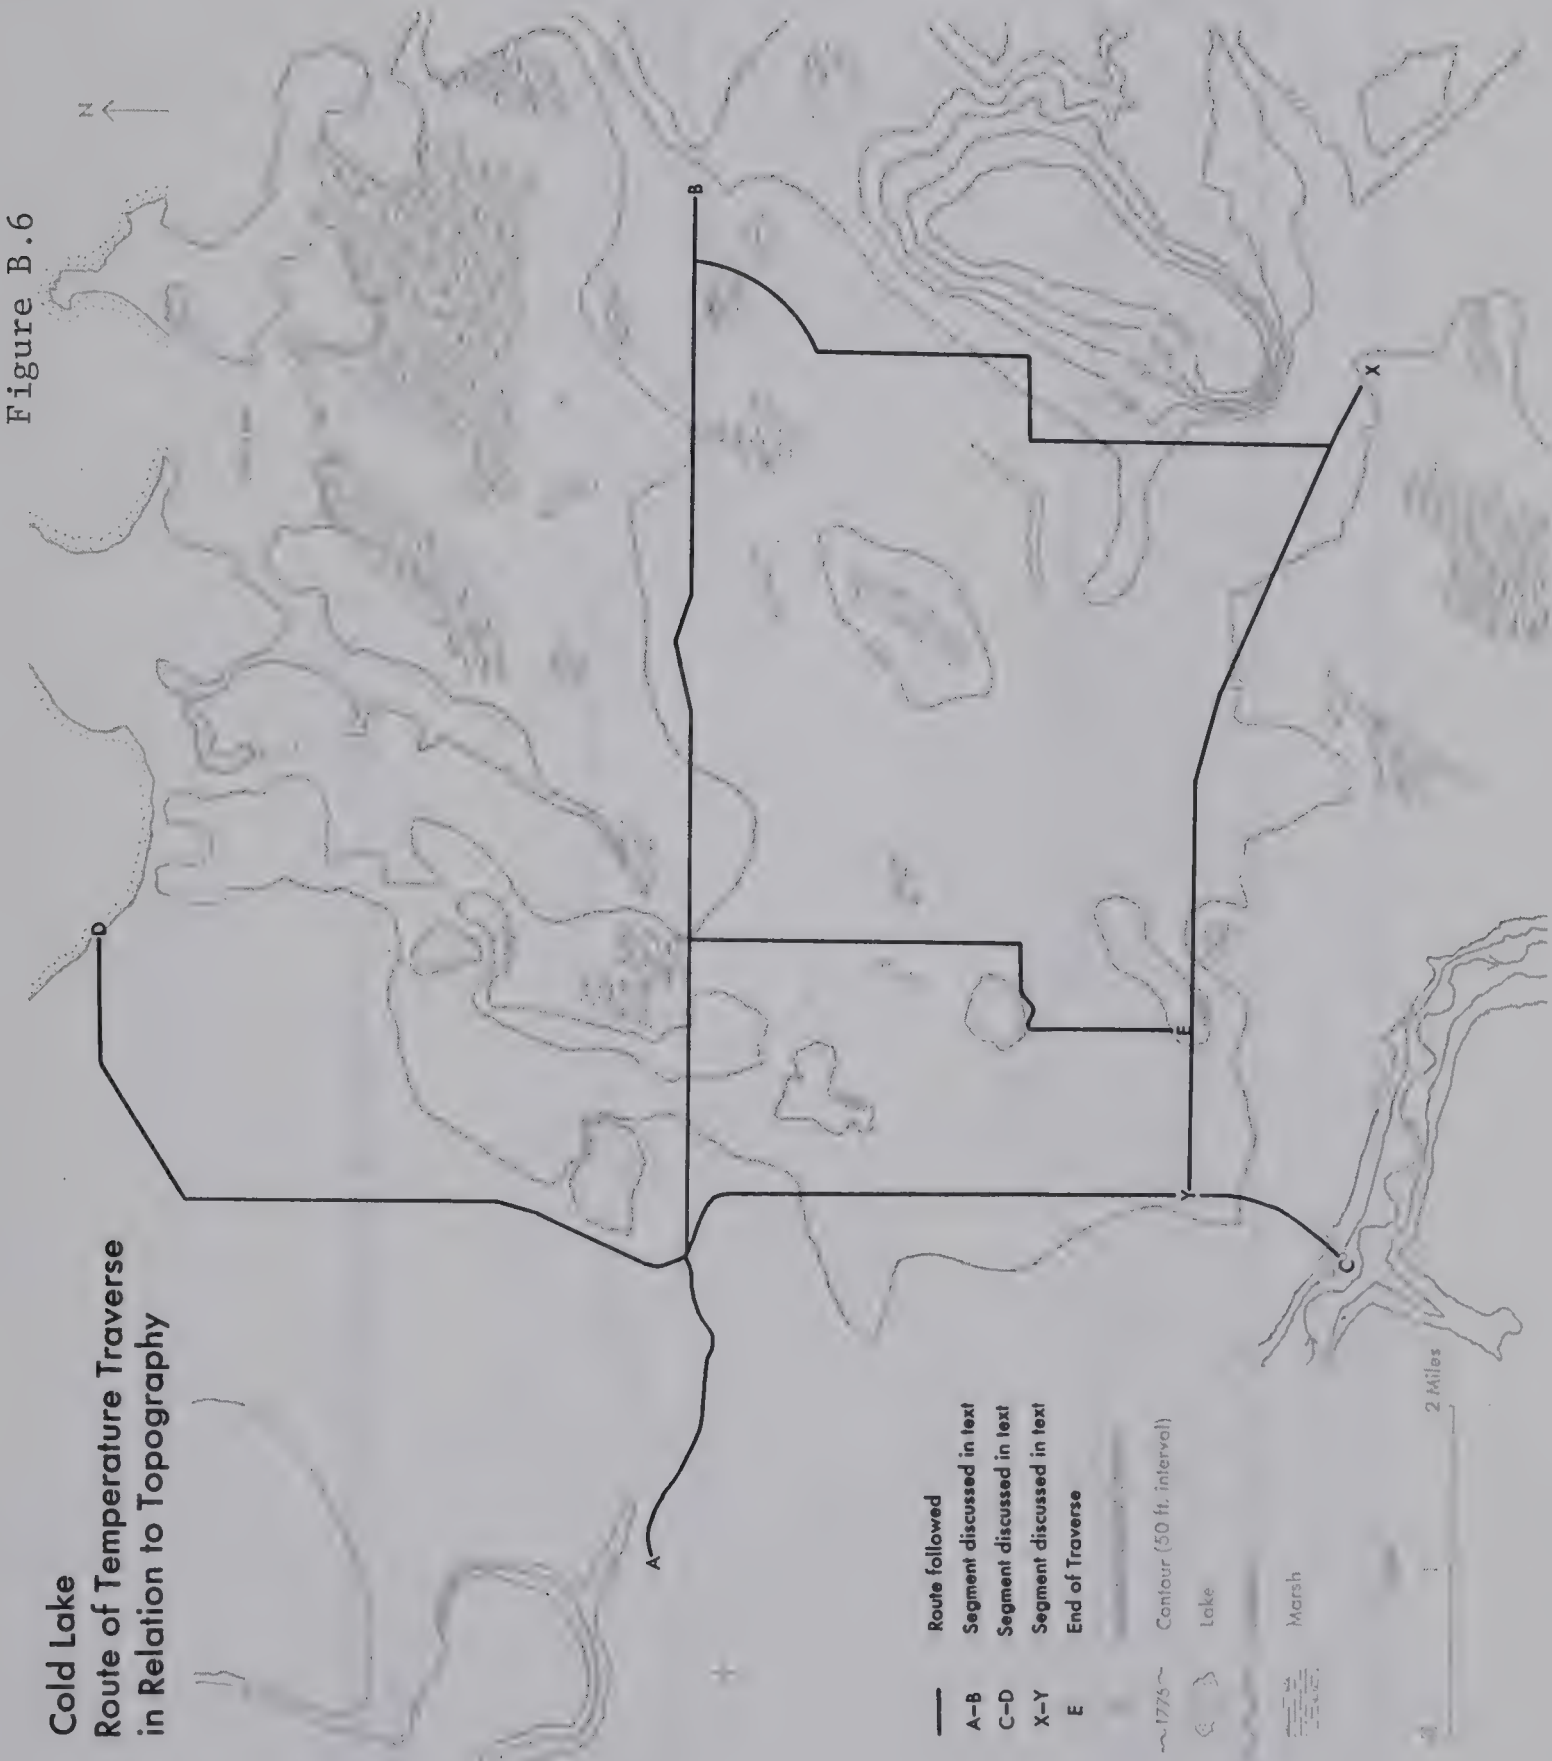 Figure B.6
N
Cold Lake
Route of Temperature Traverse
in Relation to Topography
D
A
B
E
Y
X
C
Route followed
A–B Segment discussed in text
C–D Segment discussed in text
X–Y Segment discussed in text
E End of Traverse
~1775~ Contour (50 ft. interval)
Lake
Marsh
2 Miles